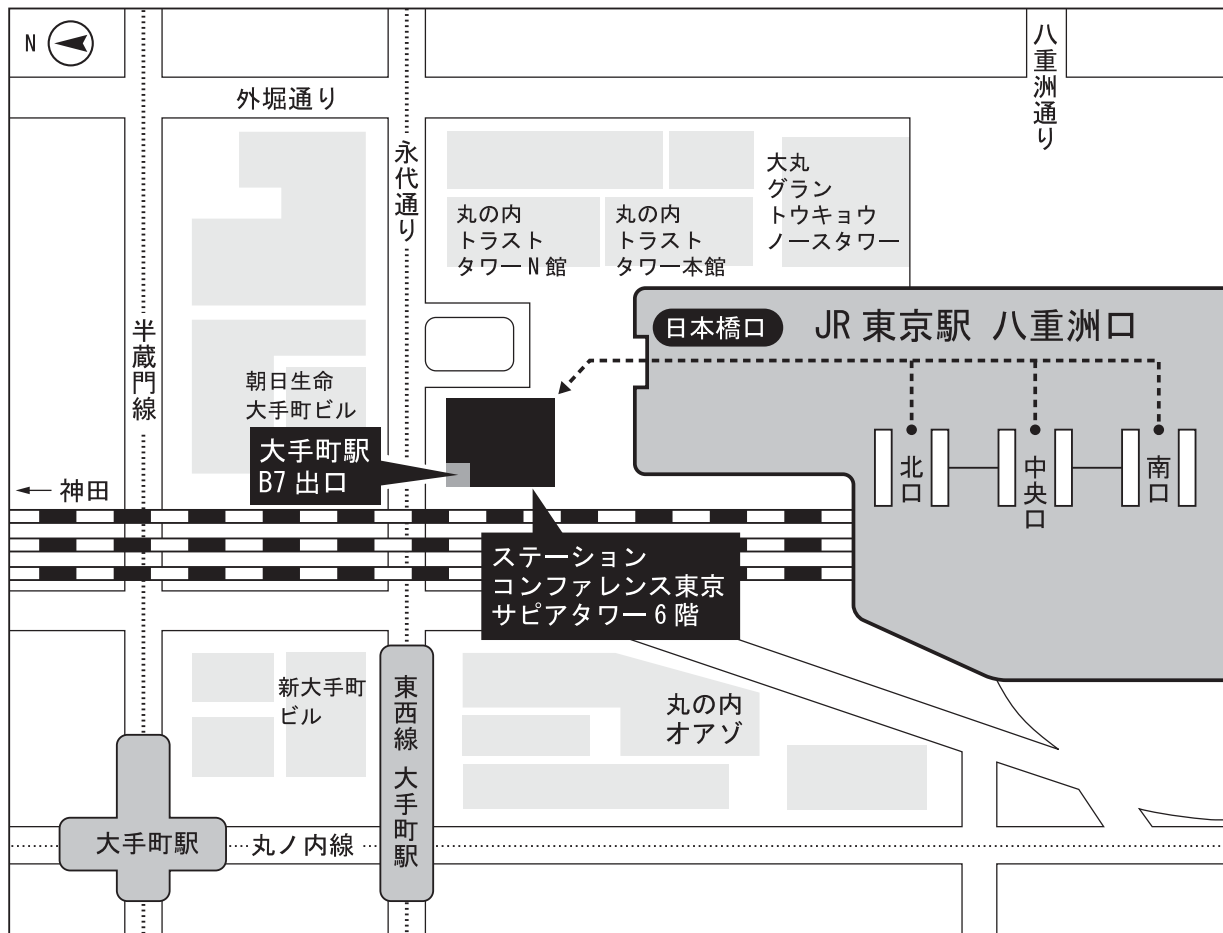 N
外堀通り
八重洲通り
永代通り
丸の内
トラスト
タワーN館
丸の内
トラスト
タワー本館
大丸
グラン
トウキョウ
ノースタワー
半蔵門線
日本橋口
JR 東京駅 八重洲口
朝日生命
大手町ビル
大手町駅
B7 出口
北口
中央口
南口
← 神田
ステーション
コンファレンス東京
サピアタワー 6 階
新大手町
ビル
東西線 大手町駅
丸の内
オアゾ
大手町駅
丸ノ内線